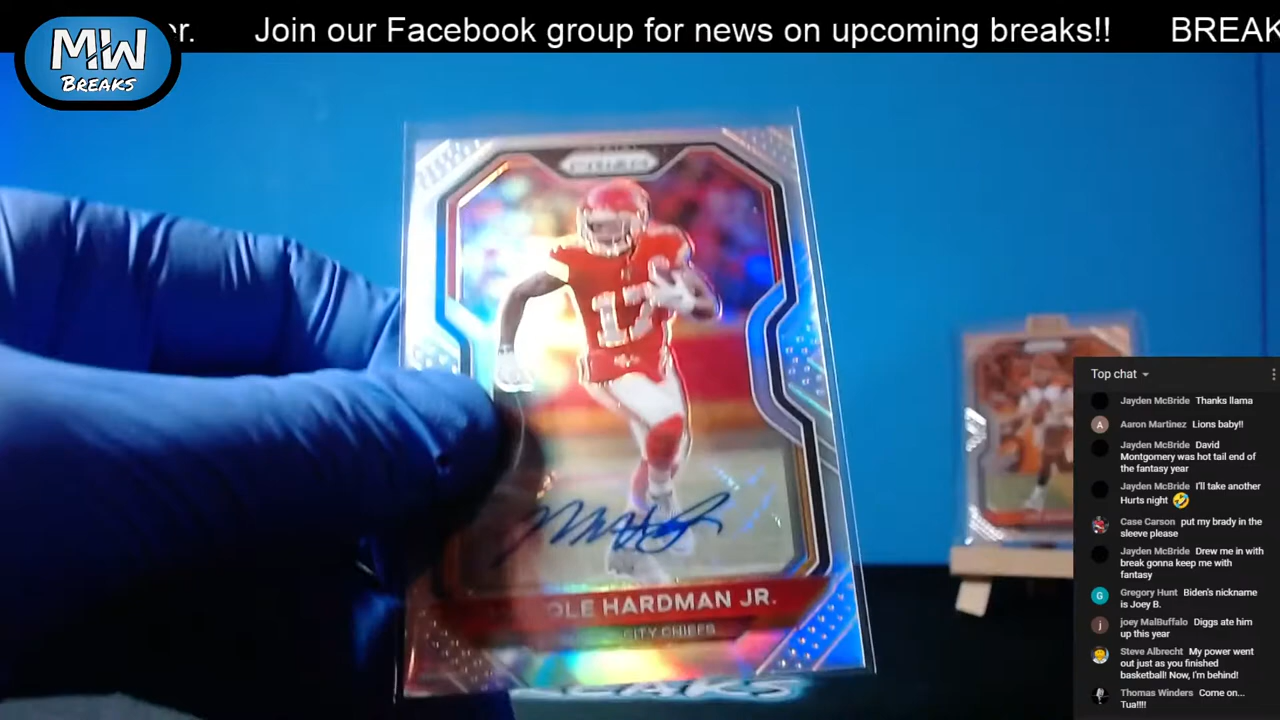 er. Join our Facebook group for news on upcoming breaks!! BREAK
MW
BREAKS
PRIZM
17
OLE HARDMAN JR.
CITY CHIEFS
Top chat
Jayden McBride Thanks llama
A Aaron Martinez Lions baby!!
Jayden McBride David
Montgomery was hot tail end of
the fantasy year
Jayden McBride I'll take another
Hurts night 🤣
Case Carson put my brady in the
sleeve please
Jayden McBride Drew me in with
break gonna keep me with
fantasy
G Gregory Hunt Biden's nickname
is Joey B.
j joey MalBuffalo Diggs ate him
up this year
Steve Albrecht My power went
out just as you finished
basketball! Now, I'm behind!
Thomas Winders Come on...
Tua!!!!